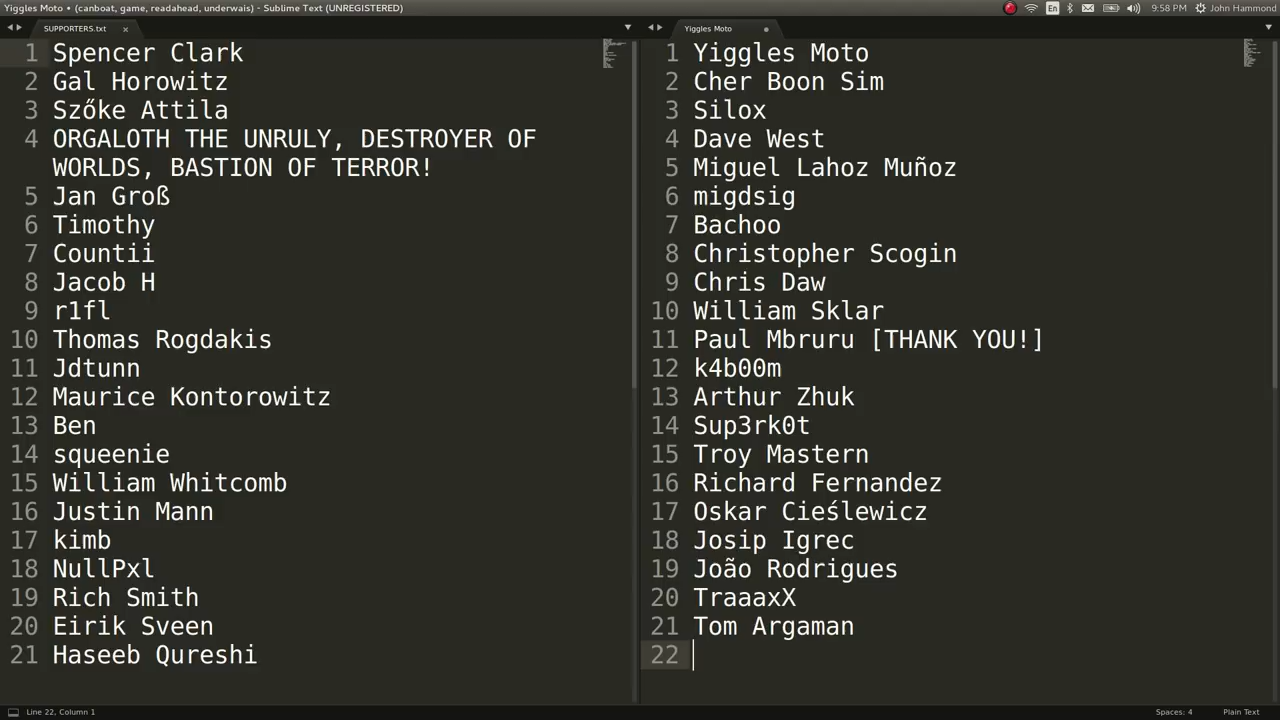 Yiggles Moto • (canboat, game, readahead, underwais) - Sublime Text (UNREGISTERED)
En
9:58 PM
John Hammond
SUPPORTERS.txt
1 Spencer Clark
2 Gal Horowitz
3 Szőke Attila
4 ORGALOTH THE UNRULY, DESTROYER OF
WORLDS, BASTION OF TERROR!
5 Jan Groß
6 Timothy
7 Countii
8 Jacob H
9 r1fl
10 Thomas Rogdakis
11 Jdtunn
12 Maurice Kontorowitz
13 Ben
14 squeenie
15 William Whitcomb
16 Justin Mann
17 kimb
18 NullPxl
19 Rich Smith
20 Eirik Sveen
21 Haseeb Qureshi
Yiggles Moto
1 Yiggles Moto
2 Cher Boon Sim
3 Silox
4 Dave West
5 Miguel Lahoz Muñoz
6 migdsig
7 Bachoo
8 Christopher Scogin
9 Chris Daw
10 William Sklar
11 Paul Mbruru [THANK YOU!]
12 k4b00m
13 Arthur Zhuk
14 Sup3rk0t
15 Troy Mastern
16 Richard Fernandez
17 Oskar Cieślewicz
18 Josip Igrec
19 João Rodrigues
20 TraaaxX
21 Tom Argaman
22
Line 22, Column 1
Spaces: 4
Plain Text